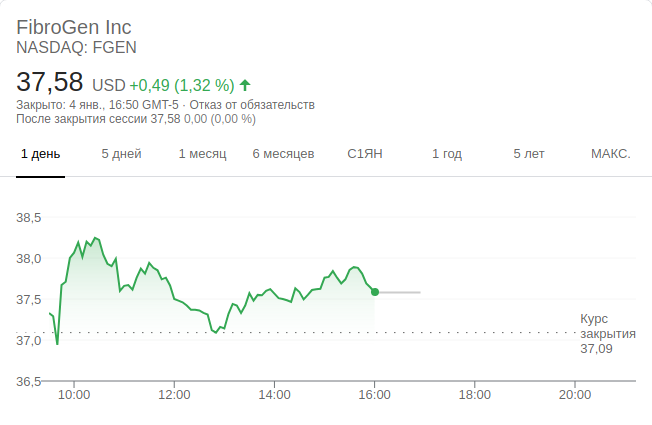 FibroGen Inc
NASDAQ: FGEN
37,58 USD +0,49 (1,32 %)
Закрыто: 4 янв., 16:50 GMT-5 · Отказ от обязательств
После закрытия сессии 37,58 0,00 (0,00 %)
1 день 5 дней 1 месяц 6 месяцев С1ЯН 1 год 5 лет МАКС.
38,5
38,0
37,5
Курс
закрытия
37,09
37,0
36,5
10:00 12:00 14:00 16:00 18:00 20:00